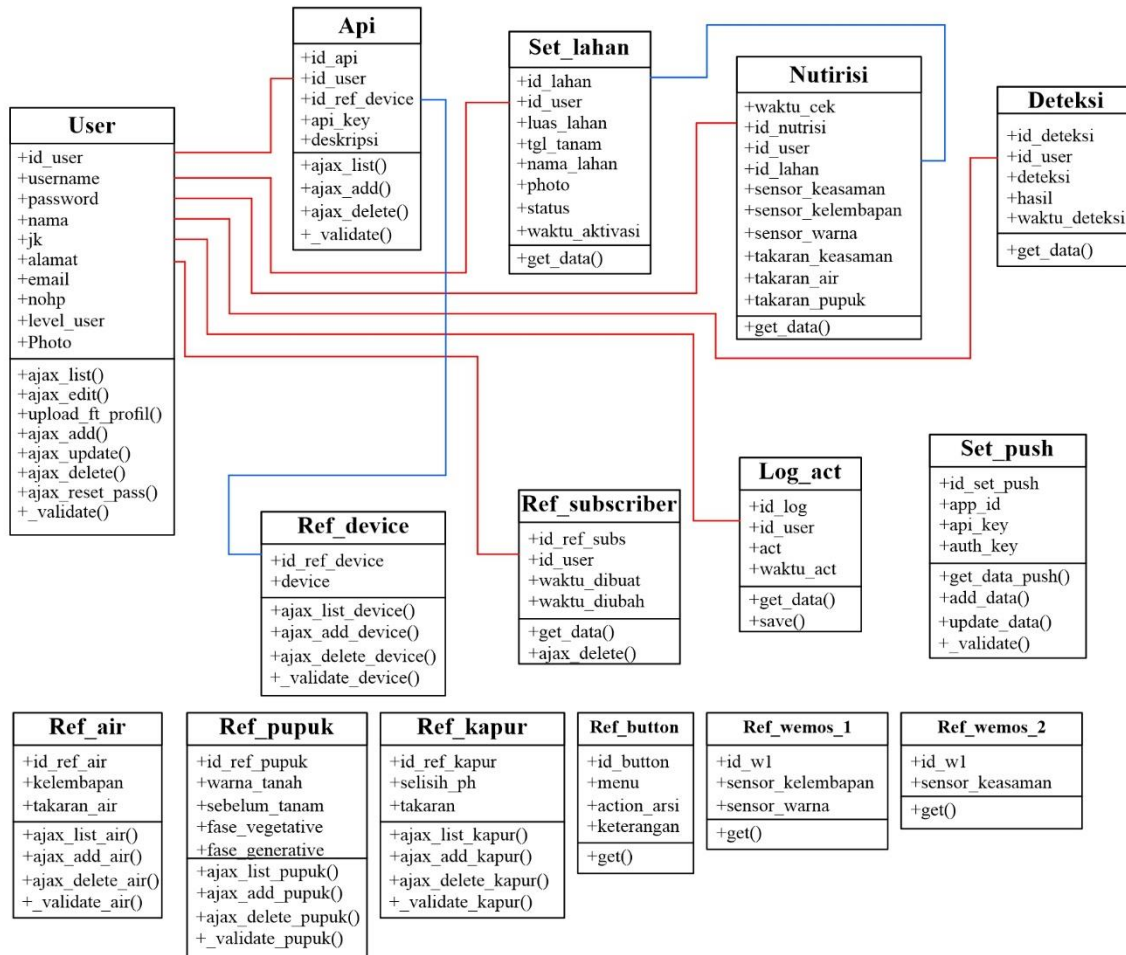 Api
+id_api
+id_user
+id_ref_device
+api_key
+deskripsi
+ajax_list()
+ajax_add()
+ajax_delete()
+_validate()
Set_lahan
+id_lahan
+id_user
+luas_lahan
+tgl_tanam
+nama_lahan
+photo
+status
+waktu_aktivasi
+get_data()
Nutirisi
+waktu_cek
+id_nutrisi
+id_user
+id_lahan
+sensor_keasaman
+sensor_kelembapan
+sensor_warna
+takaran_keasaman
+takaran_air
+takaran_pupuk
+get_data()
Deteksi
+id_deteksi
+id_user
+deteksi
+hasil
+waktu_deteksi
+get_data()
User
+id_user
+username
+password
+nama
+jk
+alamat
+email
+nohp
+level_user
+Photo
+ajax_list()
+ajax_edit()
+upload_ft_profil()
+ajax_add()
+ajax_update()
+ajax_delete()
+ajax_reset_pass()
+_validate()
Ref_device
+id_ref_device
+device
+ajax_list_device()
+ajax_add_device()
+ajax_delete_device()
+_validate_device()
Ref_subscriber
+id_ref_subs
+id_user
+waktu_dibuat
+waktu_diubah
+get_data()
+ajax_delete()
Log_act
+id_log
+id_user
+act
+waktu_act
+get_data()
+save()
Set_push
+id_set_push
+app_id
+api_key
+auth_key
+get_data_push()
+add_data()
+update_data()
+_validate()
Ref_air
+id_ref_air
+kelembapan
+takaran_air
+ajax_list_air()
+ajax_add_air()
+ajax_delete_air()
+_validate_air()
Ref_pupuk
+id_ref_pupuk
+warna_tanah
+sebelum_tanam
+fase_vegetative
+fase_generative
+ajax_list_pupuk()
+ajax_add_pupuk()
+ajax_delete_pupuk()
+_validate_pupuk()
Ref_kapur
+id_ref_kapur
+selisih_ph
+takaran
+ajax_list_kapur()
+ajax_add_kapur()
+ajax_delete_kapur()
+_validate_kapur()
Ref_button
+id_button
+menu
+action_arsi
+keterangan
+get()
Ref_wemos_1
+id_w1
+sensor_kelembapan
+sensor_warna
+get()
Ref_wemos_2
+id_w1
+sensor_keasaman
+get()